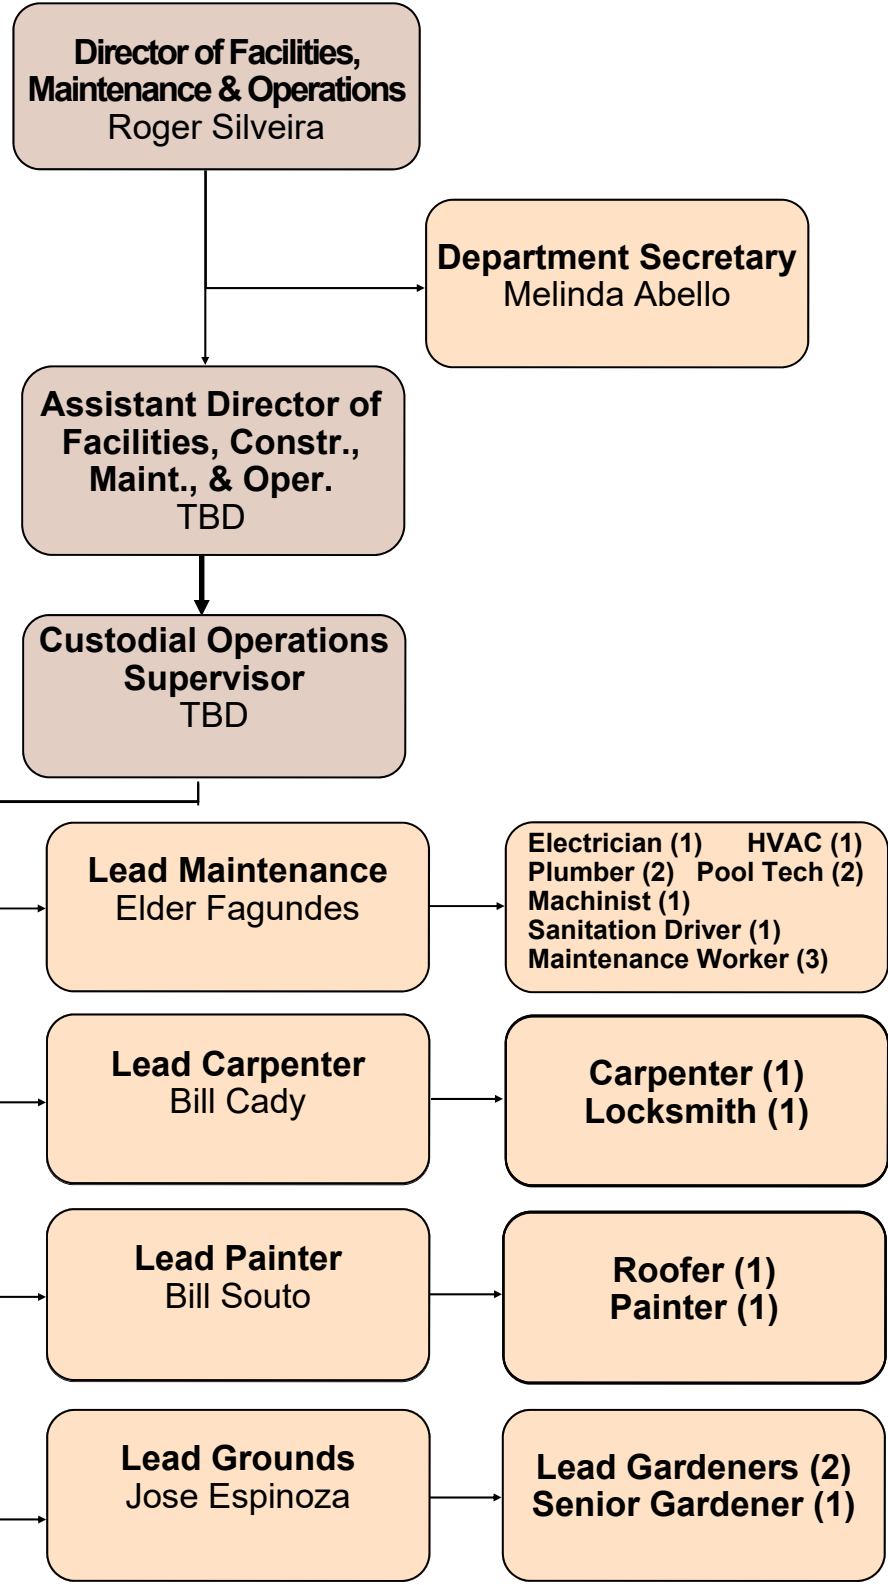 Director of Facilities,
Maintenance & Operations
Roger Silveira
Department Secretary
Melinda Abello
Assistant Director of
Facilities, Constr.,
Maint., & Oper.
TBD
Custodial Operations
Supervisor
TBD
Lead Maintenance
Elder Fagundes
Electrician (1) HVAC (1)
Plumber (2) Pool Tech (2)
Machinist (1)
Sanitation Driver (1)
Maintenance Worker (3)
Lead Carpenter
Bill Cady
Carpenter (1)
Locksmith (1)
Lead Painter
Bill Souto
Roofer (1)
Painter (1)
Lead Grounds
Jose Espinoza
Lead Gardeners (2)
Senior Gardener (1)